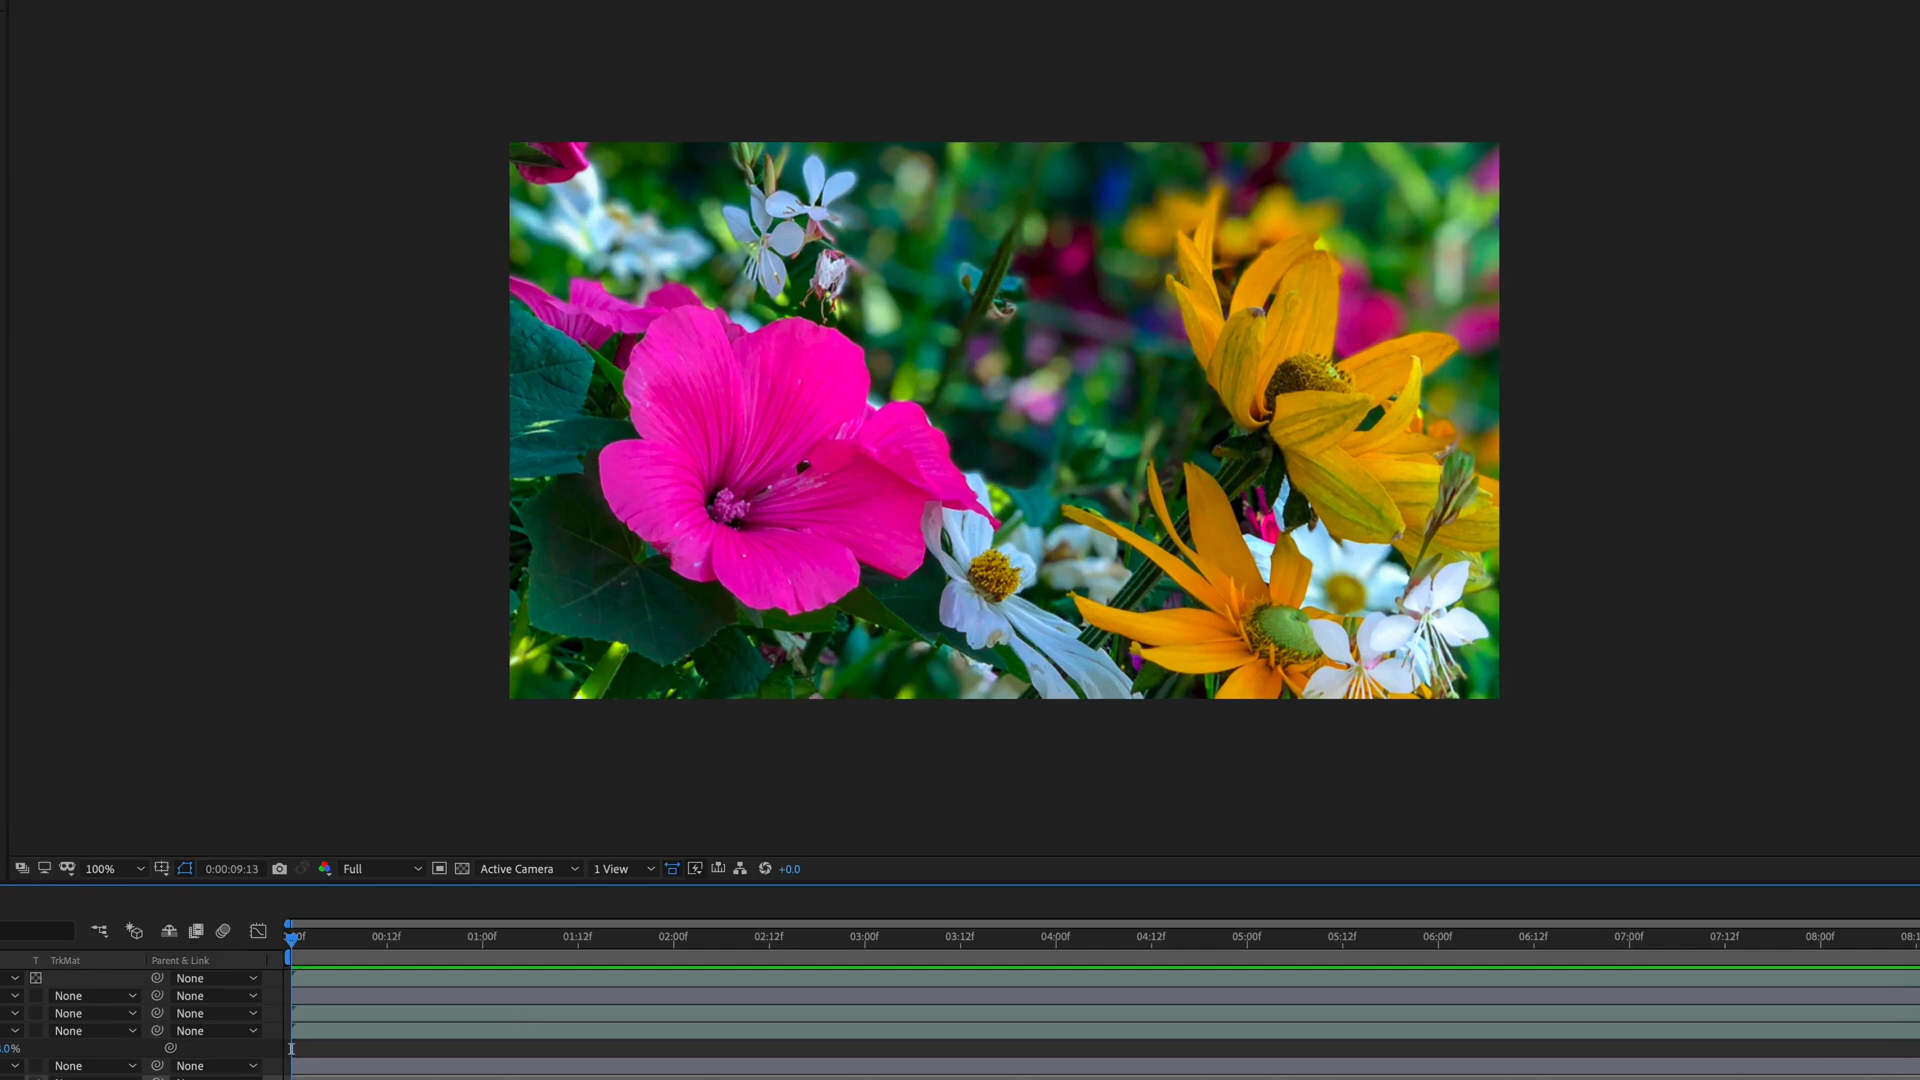 100% 0:00:09:13 Full Active Camera 1 View +0.0
00:12f 01:00f 01:12f 02:00f 02:12f 03:00f 03:12f 04:00f 04:12f 05:00f 05:12f 06:00f 06:12f 07:00f 07:12f 08:00f
T TrkMat Parent & Link
None
None None
None None
None None
None None